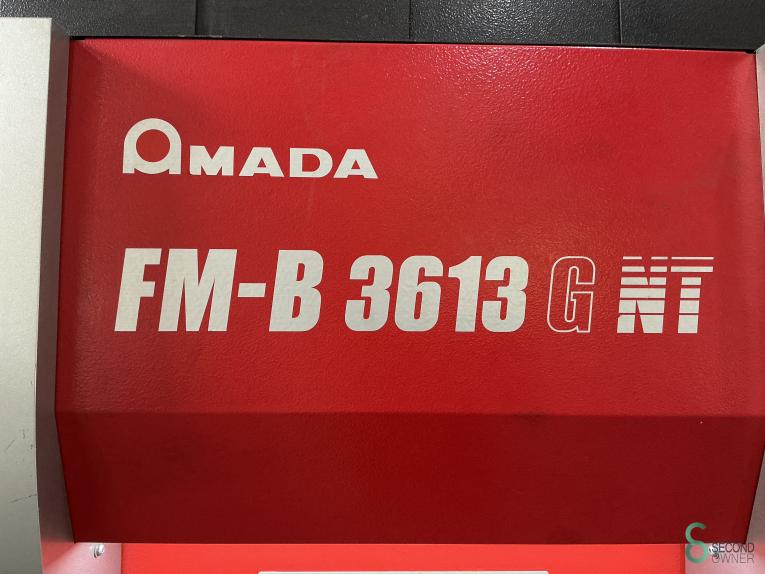 AMADA
FM-B 3613 G NT
SECOND
OWNER